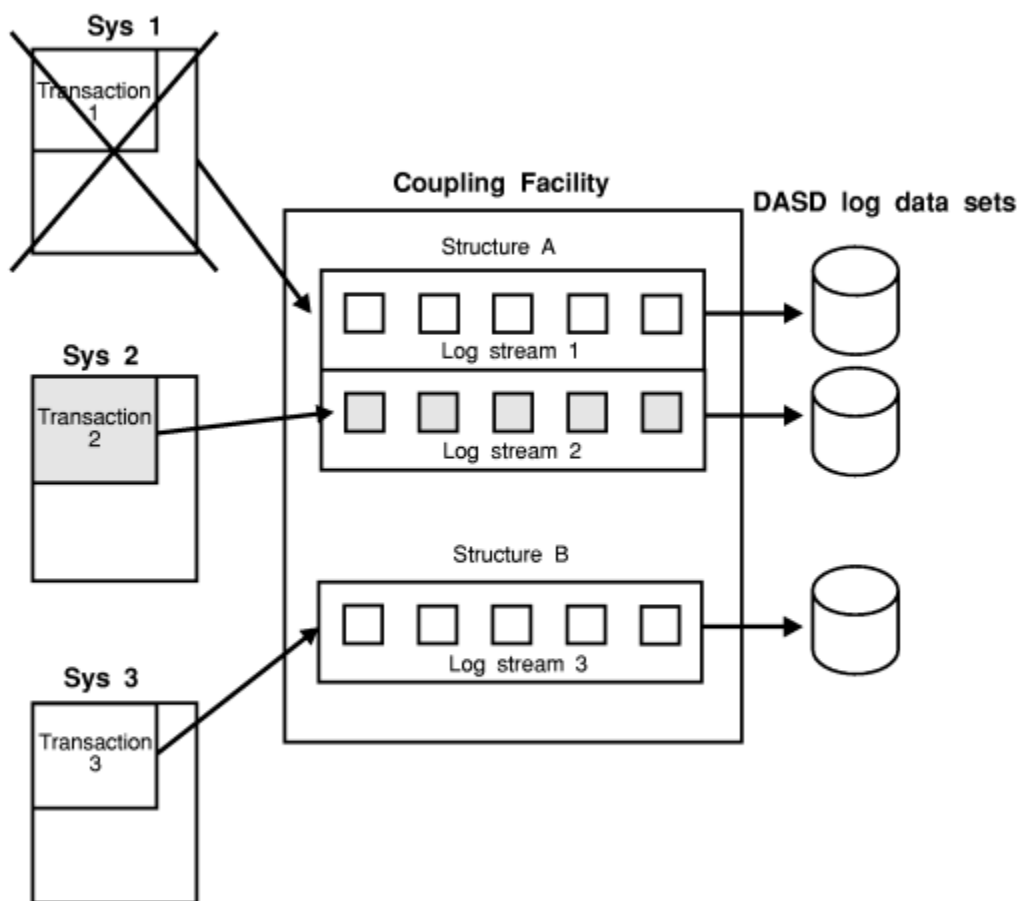 Sys 1
Transaction
1
Coupling Facility
DASD log data sets
Structure A
Log stream 1
Sys 2
Transaction
2
Log stream 2
Structure B
Log stream 3
Sys 3
Transaction
3